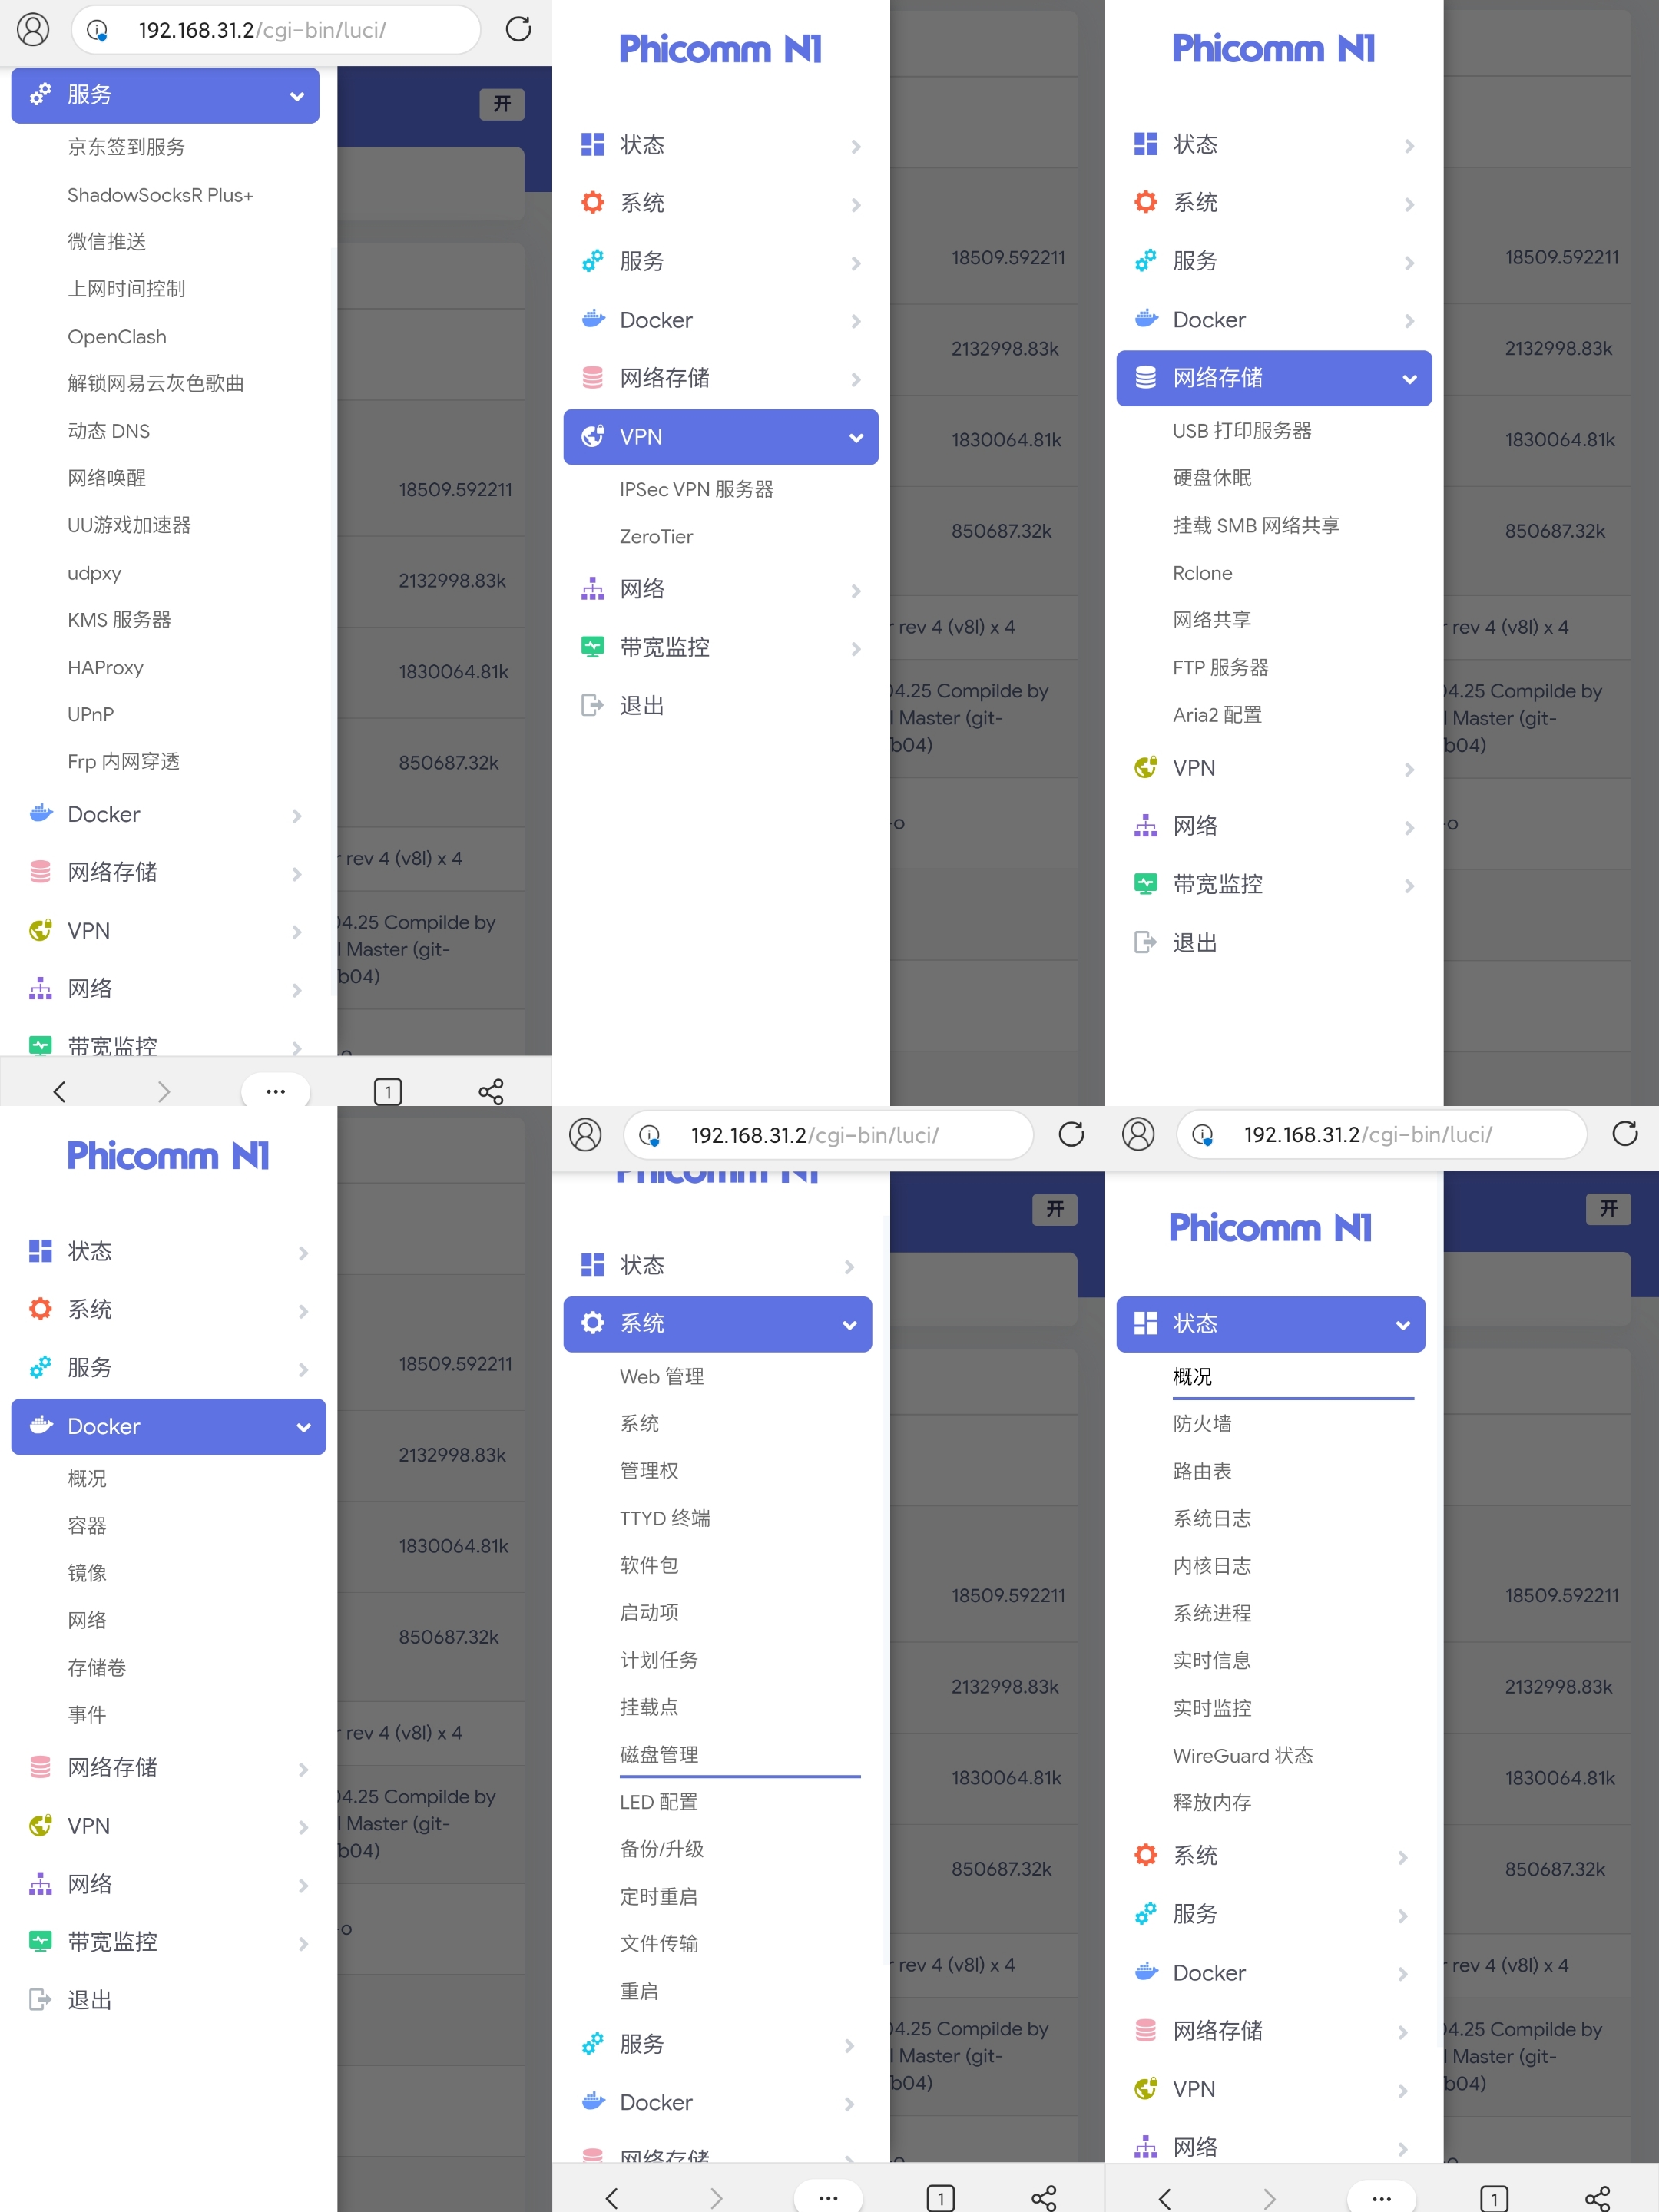 192.168.31.2/cgi-bin/luci/
服务
京东签到服务
ShadowSocksR Plus+
微信推送
上网时间控制
OpenClash
解锁网易云灰色歌曲
动态 DNS
网络唤醒
UU游戏加速器
udpxy
KMS 服务器
HAProxy
UPnP
Frp 内网穿透
Docker
网络存储
VPN
网络
带宽监控
开
18509.592211
2132998.83k
1830064.81k
850687.32k
r rev 4 (v8l) x 4
04.25 Compilde by
l Master (git-
b04)
-o
1
Phicomm N1
状态
系统
服务
Docker
网络存储
VPN
IPSec VPN 服务器
ZeroTier
网络
带宽监控
退出
18509.592211
2132998.83k
1830064.81k
850687.32k
r rev 4 (v8l) x 4
04.25 Compilde by
l Master (git-
b04)
-o
Phicomm N1
状态
系统
服务
Docker
网络存储
USB 打印服务器
硬盘休眠
挂载 SMB 网络共享
Rclone
网络共享
FTP 服务器
Aria2 配置
VPN
网络
带宽监控
退出
18509.592211
2132998.83k
1830064.81k
850687.32k
r rev 4 (v8l) x 4
04.25 Compilde by
l Master (git-
b04)
-o
Phicomm N1
状态
系统
服务
Docker
概况
容器
镜像
网络
存储卷
事件
网络存储
VPN
网络
带宽监控
退出
18509.592211
2132998.83k
1830064.81k
850687.32k
r rev 4 (v8l) x 4
04.25 Compilde by
l Master (git-
b04)
-o
192.168.31.2/cgi-bin/luci/
Phicomm N1
状态
系统
Web 管理
系统
管理权
TTYD 终端
软件包
启动项
计划任务
挂载点
磁盘管理
LED 配置
备份/升级
定时重启
文件传输
重启
服务
Docker
网络存储
开
18509.592211
2132998.83k
1830064.81k
850687.32k
r rev 4 (v8l) x 4
04.25 Compilde by
l Master (git-
b04)
-o
1
192.168.31.2/cgi-bin/luci/
Phicomm N1
状态
概况
防火墙
路由表
系统日志
内核日志
系统进程
实时信息
实时监控
WireGuard 状态
释放内存
系统
服务
Docker
网络存储
VPN
网络
开
18509.592211
2132998.83k
1830064.81k
850687.32k
r rev 4 (v8l) x 4
04.25 Compilde by
l Master (git-
b04)
-o
1